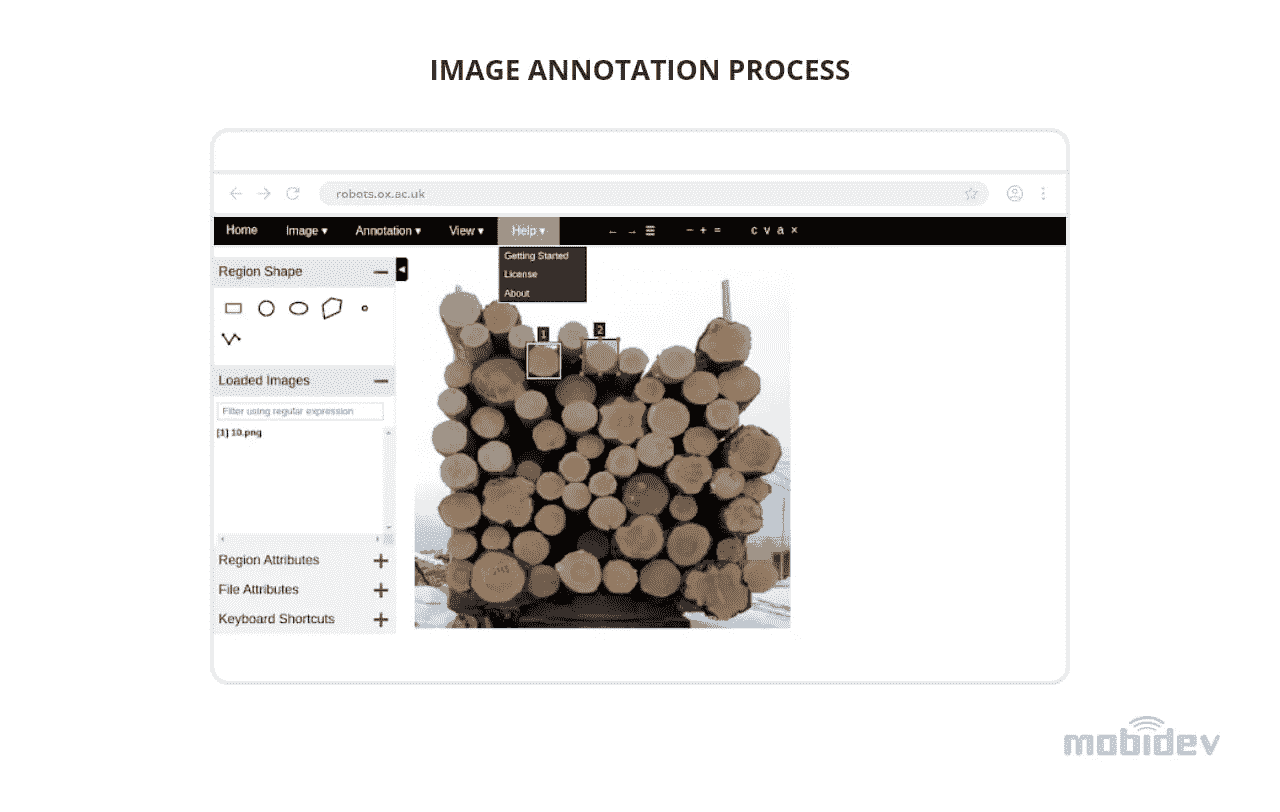 IMAGE ANNOTATION PROCESS
robots.ox.ac.uk
Home Image ▾ Annotation ▾ View ▾ Help ▾ ← → ☰ − + = c v a ×
Getting Started
License
About
Region Shape −
Loaded Images −
Filter using regular expression
[1] 10.png
Region Attributes +
File Attributes +
Keyboard Shortcuts +
1
2
mobidev